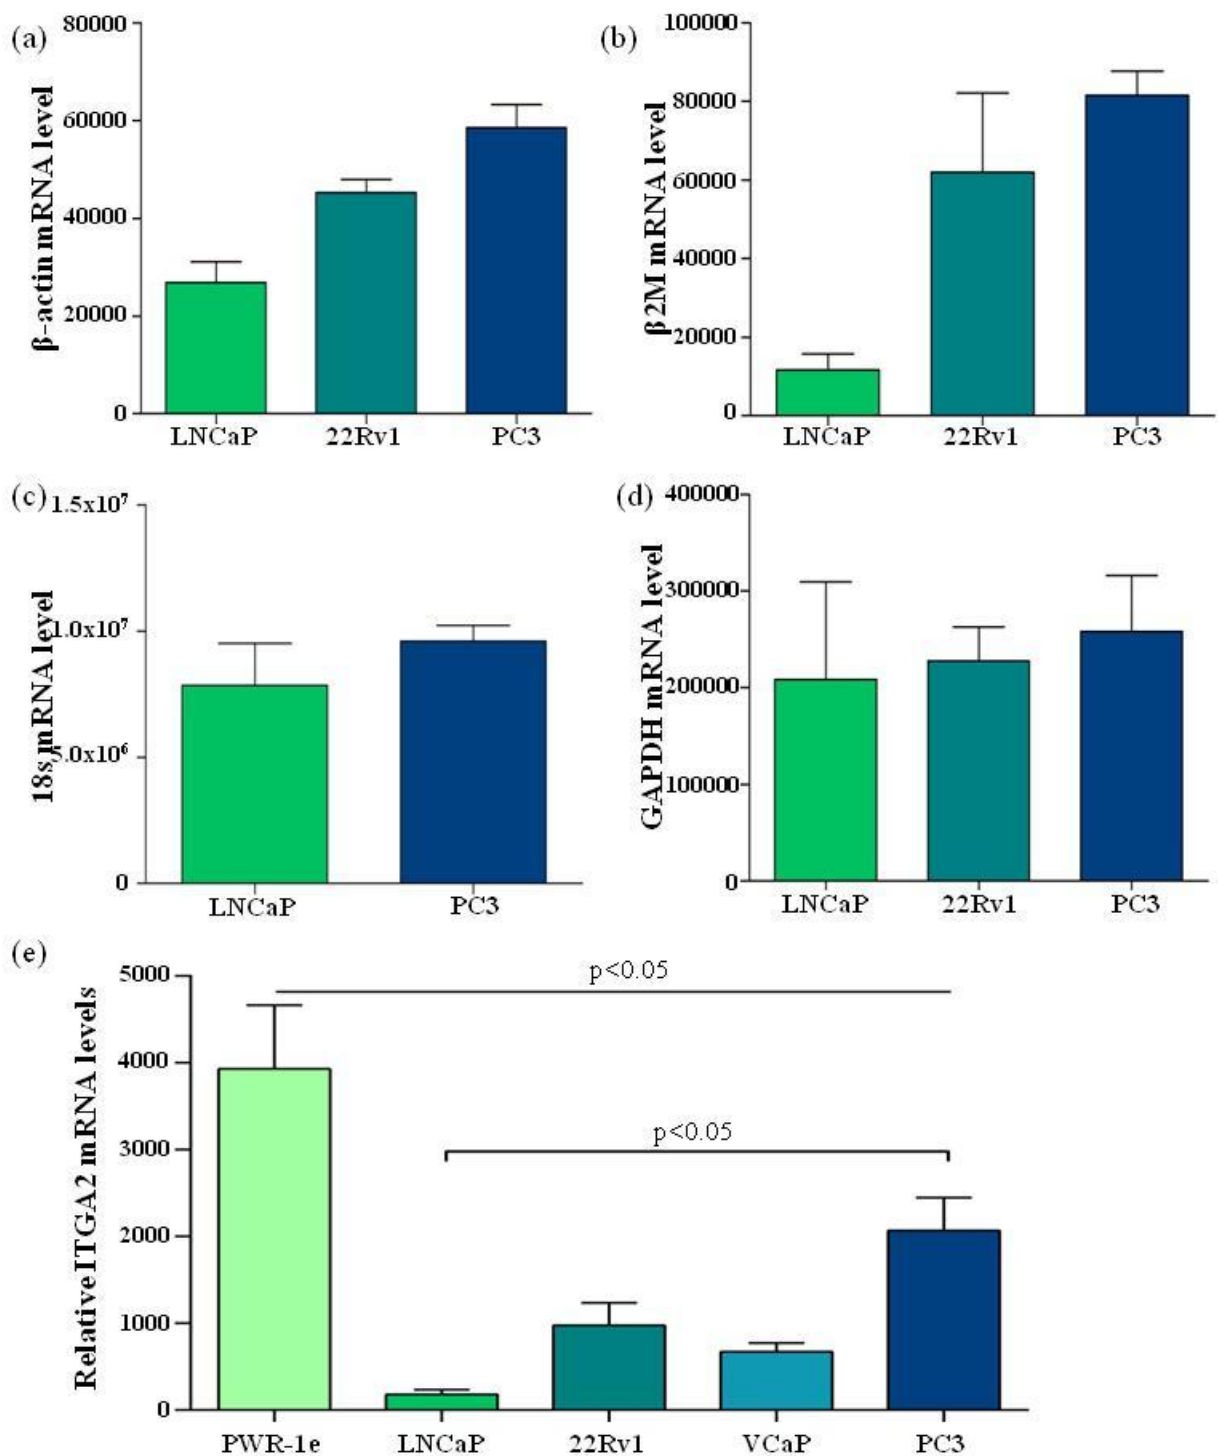 (a)
80000
60000
40000
20000
0
β-actin mRNA level
LNCaP 22Rv1 PC3
(b)
100000
80000
60000
40000
20000
0
β2M mRNA level
LNCaP 22Rv1 PC3
(c)
1.5x10⁷
1.0x10⁷
5.0x10⁶
0
18s mRNA level
LNCaP PC3
(d)
400000
300000
200000
100000
0
GAPDH mRNA level
LNCaP 22Rv1 PC3
(e)
5000
4000
3000
2000
1000
0
Relative ITGA2 mRNA levels
p<0.05
p<0.05
PWR-1e LNCaP 22Rv1 VCaP PC3